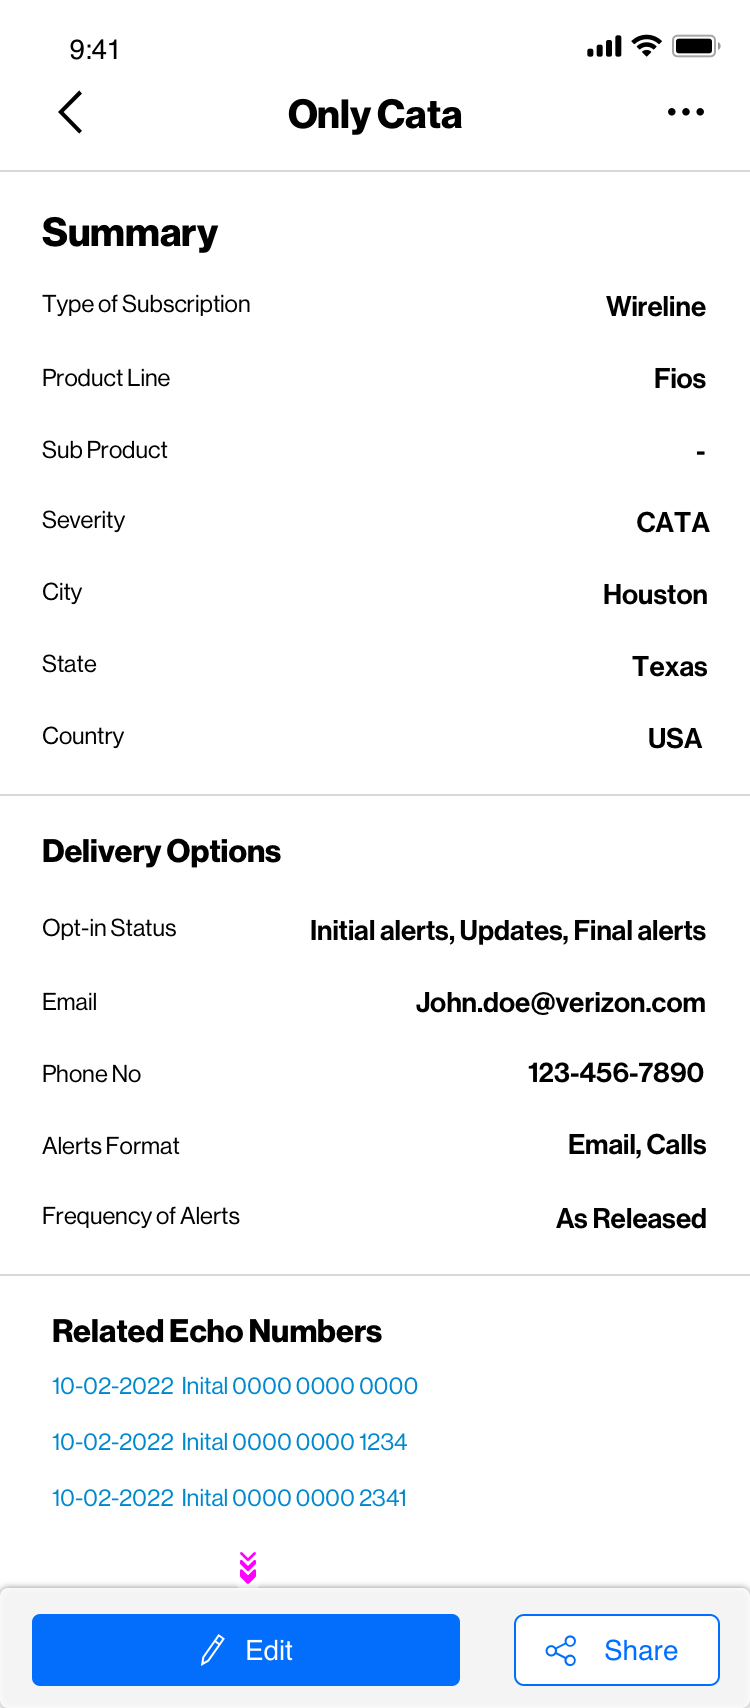 9:41
Only Cata
Summary
Type of Subscription Wireline
Product Line Fios
Sub Product -
Severity CATA
City Houston
State Texas
Country USA
Delivery Options
Opt-in Status Initial alerts, Updates, Final alerts
Email John.doe@verizon.com
Phone No 123-456-7890
Alerts Format Email, Calls
Frequency of Alerts As Released
Related Echo Numbers
10-02-2022 Inital 0000 0000 0000
10-02-2022 Inital 0000 0000 1234
10-02-2022 Inital 0000 0000 2341
Edit Share